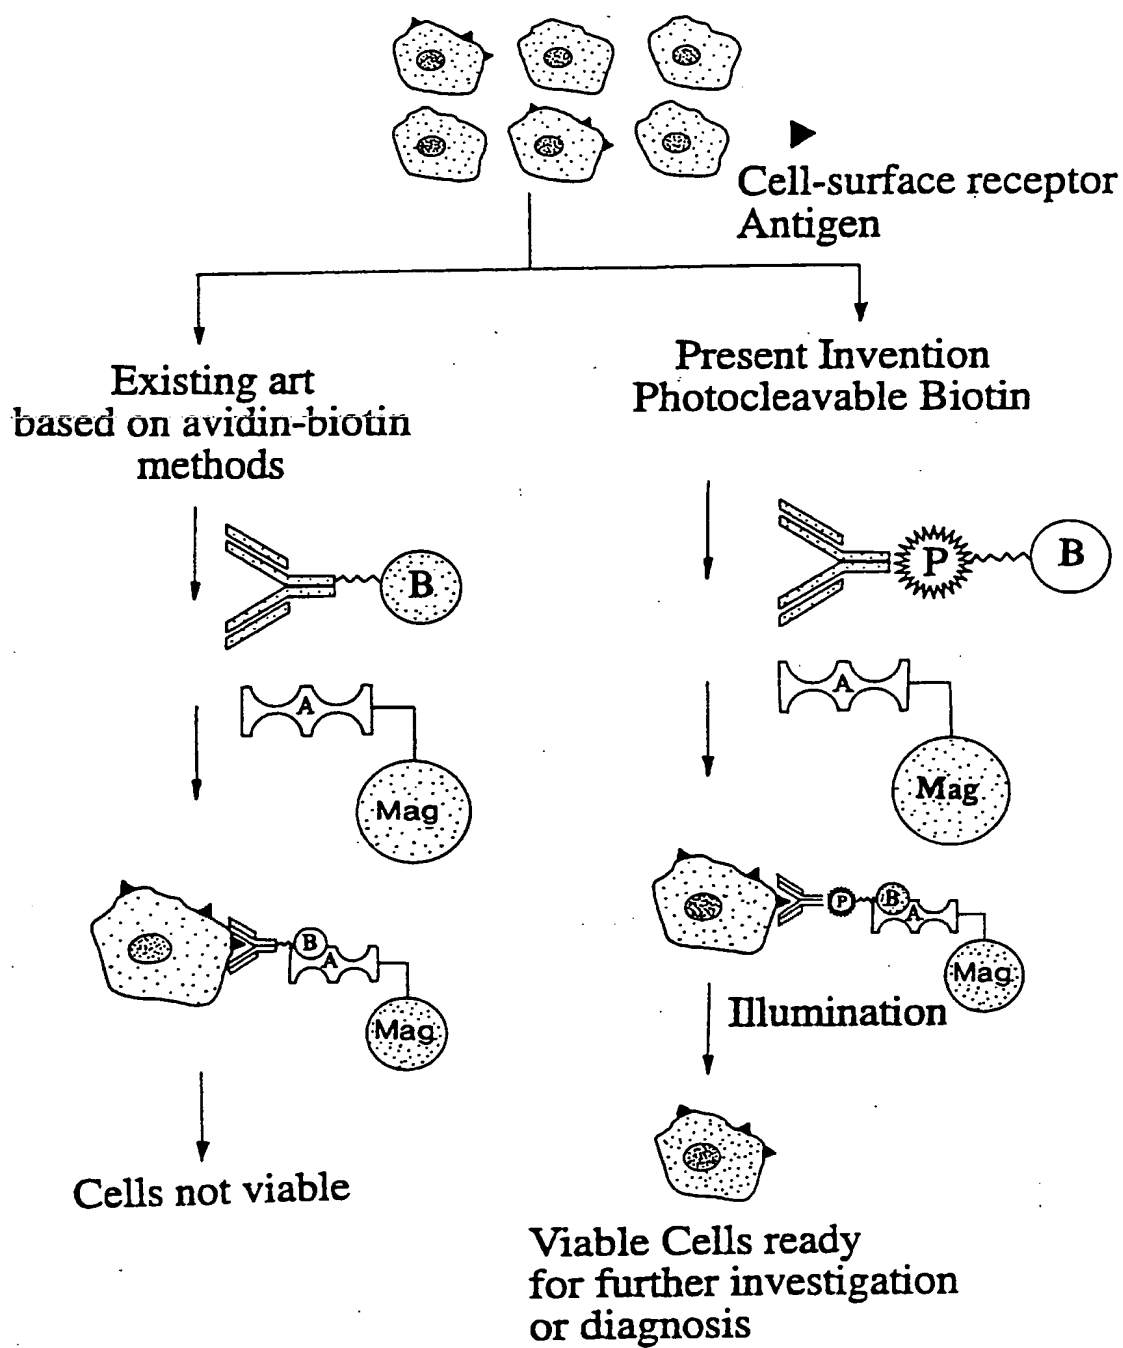 Cell-surface receptor
Antigen
Existing art
based on avidin-biotin
methods
Present Invention
Photocleavable Biotin
B
P
B
A
Mag
A
Mag
B
A
Mag
P
B
A
Mag
Illumination
Cells not viable
Viable Cells ready
for further investigation
or diagnosis